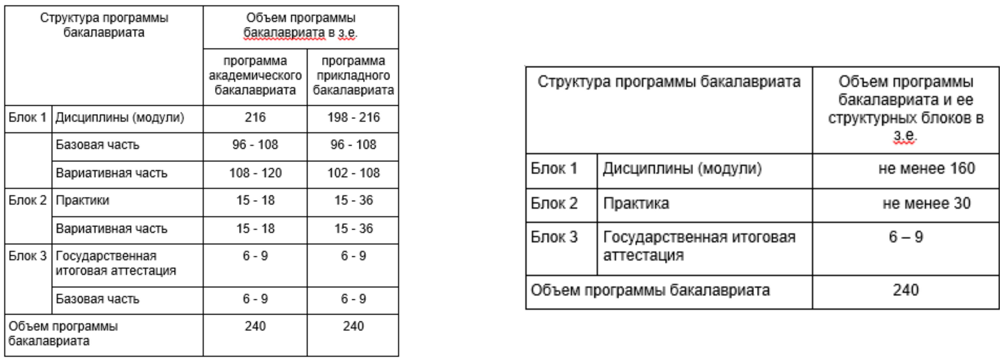 Структура программы
бакалавриата
Объем программы
бакалавриата в з.е.
программа
академического
бакалавриата
программа
прикладного
бакалавриата
Блок 1 Дисциплины (модули) 216 198 - 216
Базовая часть 96 - 108 96 - 108
Вариативная часть 108 - 120 102 - 108
Блок 2 Практики 15 - 18 15 - 36
Вариативная часть 15 - 18 15 - 36
Блок 3 Государственная 6 - 9 6 - 9
итоговая аттестация
Базовая часть 6 - 9 6 - 9
Объем программы 240 240
бакалавриата
Структура программы бакалавриата
Объем программы
бакалавриата и ее
структурных блоков в
з.е.
Блок 1 Дисциплины (модули) не менее 160
Блок 2 Практика не менее 30
Блок 3 Государственная итоговая 6 – 9
аттестация
Объем программы бакалавриата 240